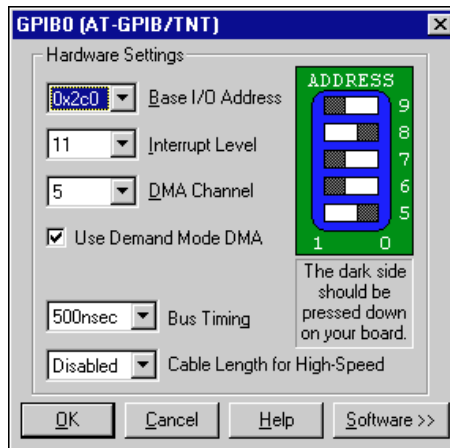 GPIB0 (AT-GPIB/TNT)
Hardware Settings
0x2c0 Base I/O Address
11 Interrupt Level
5 DMA Channel
Use Demand Mode DMA
500nsec Bus Timing
Disabled Cable Length for High-Speed
ADDRESS
9
8
7
6
5
1 0
The dark side
should be
pressed down
on your board.
OK Cancel Help Software >>